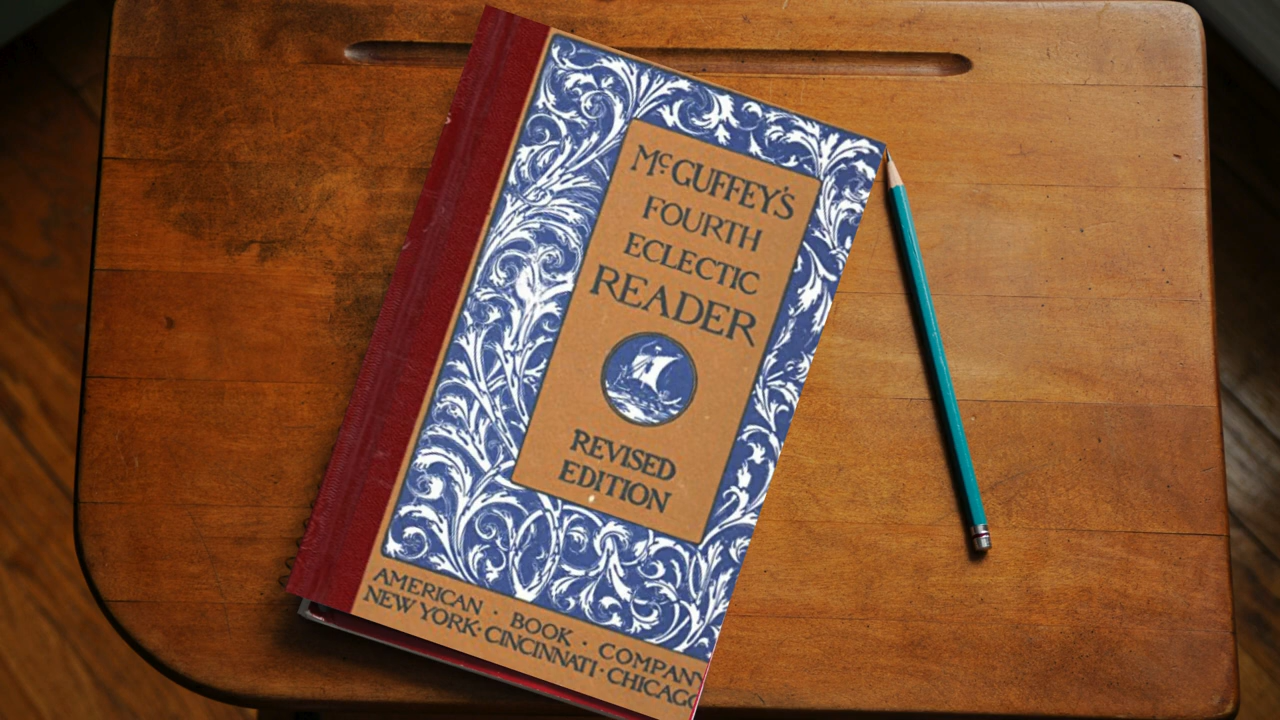 McGUFFEY'S
FOURTH
ECLECTIC
READER
REVISED
EDITION
AMERICAN · BOOK · COMPANY
NEW YORK · CINCINNATI · CHICAGO